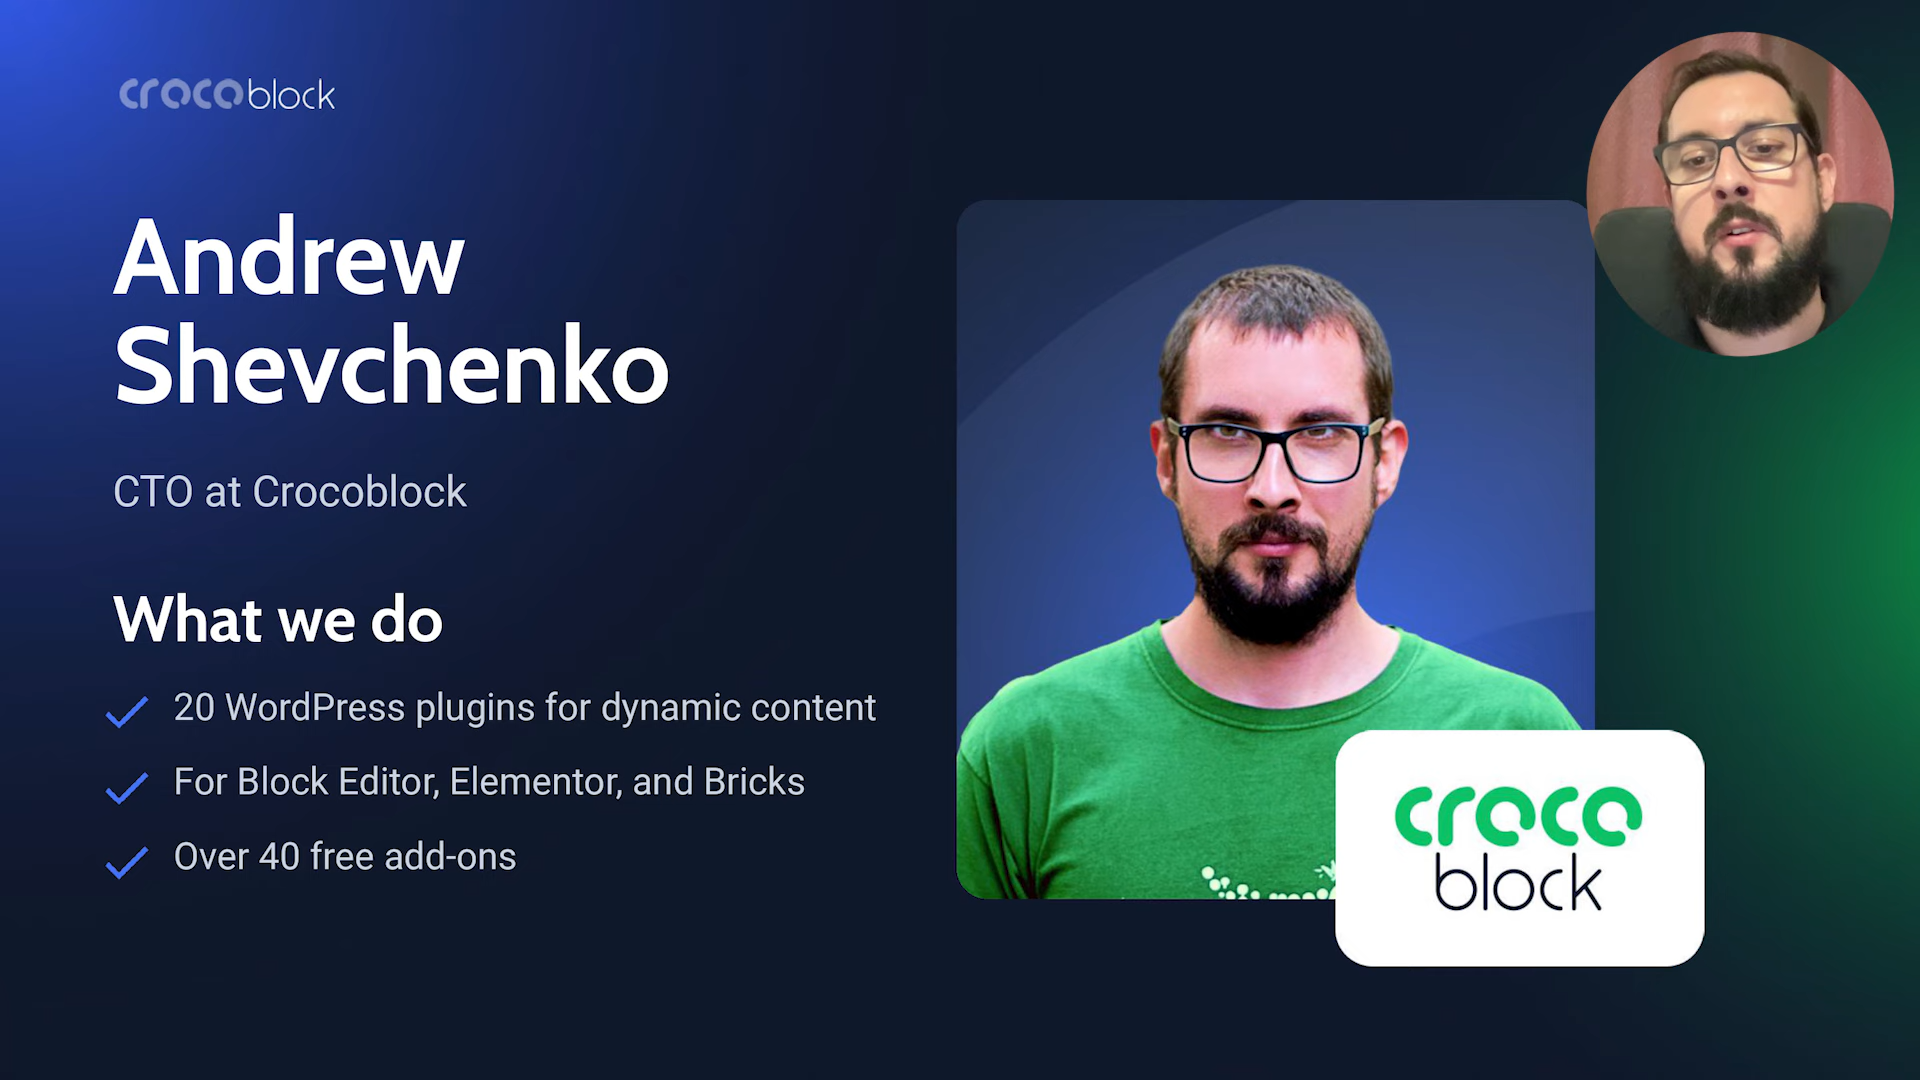 crocoblock
Andrew
Shevchenko
CTO at Crocoblock
What we do
20 WordPress plugins for dynamic content
For Block Editor, Elementor, and Bricks
Over 40 free add-ons
croco
block